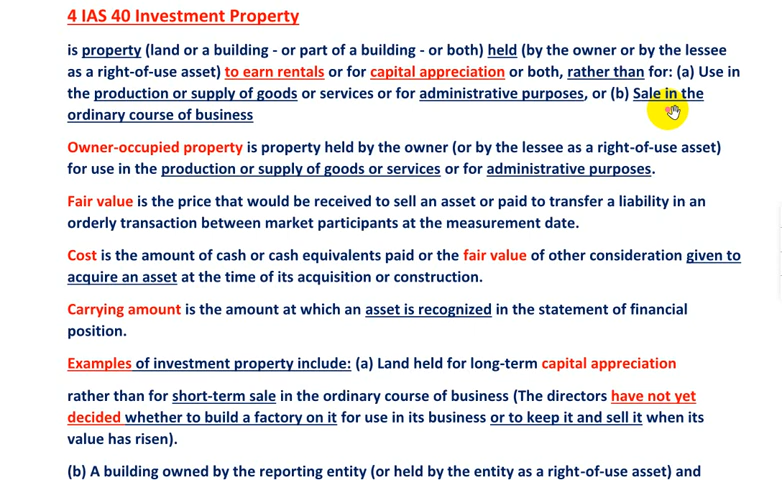 4 IAS 40 Investment Property
is property (land or a building - or part of a building - or both) held (by the owner or by the lessee
as a right-of-use asset) to earn rentals or for capital appreciation or both, rather than for: (a) Use in
the production or supply of goods or services or for administrative purposes, or (b) Sale in the
ordinary course of business
Owner-occupied property is property held by the owner (or by the lessee as a right-of-use asset)
for use in the production or supply of goods or services or for administrative purposes.
Fair value is the price that would be received to sell an asset or paid to transfer a liability in an
orderly transaction between market participants at the measurement date.
Cost is the amount of cash or cash equivalents paid or the fair value of other consideration given to
acquire an asset at the time of its acquisition or construction.
Carrying amount is the amount at which an asset is recognized in the statement of financial
position.
Examples of investment property include: (a) Land held for long-term capital appreciation
rather than for short-term sale in the ordinary course of business (The directors have not yet
decided whether to build a factory on it for use in its business or to keep it and sell it when its
value has risen).
(b) A building owned by the reporting entity (or held by the entity as a right-of-use asset) and